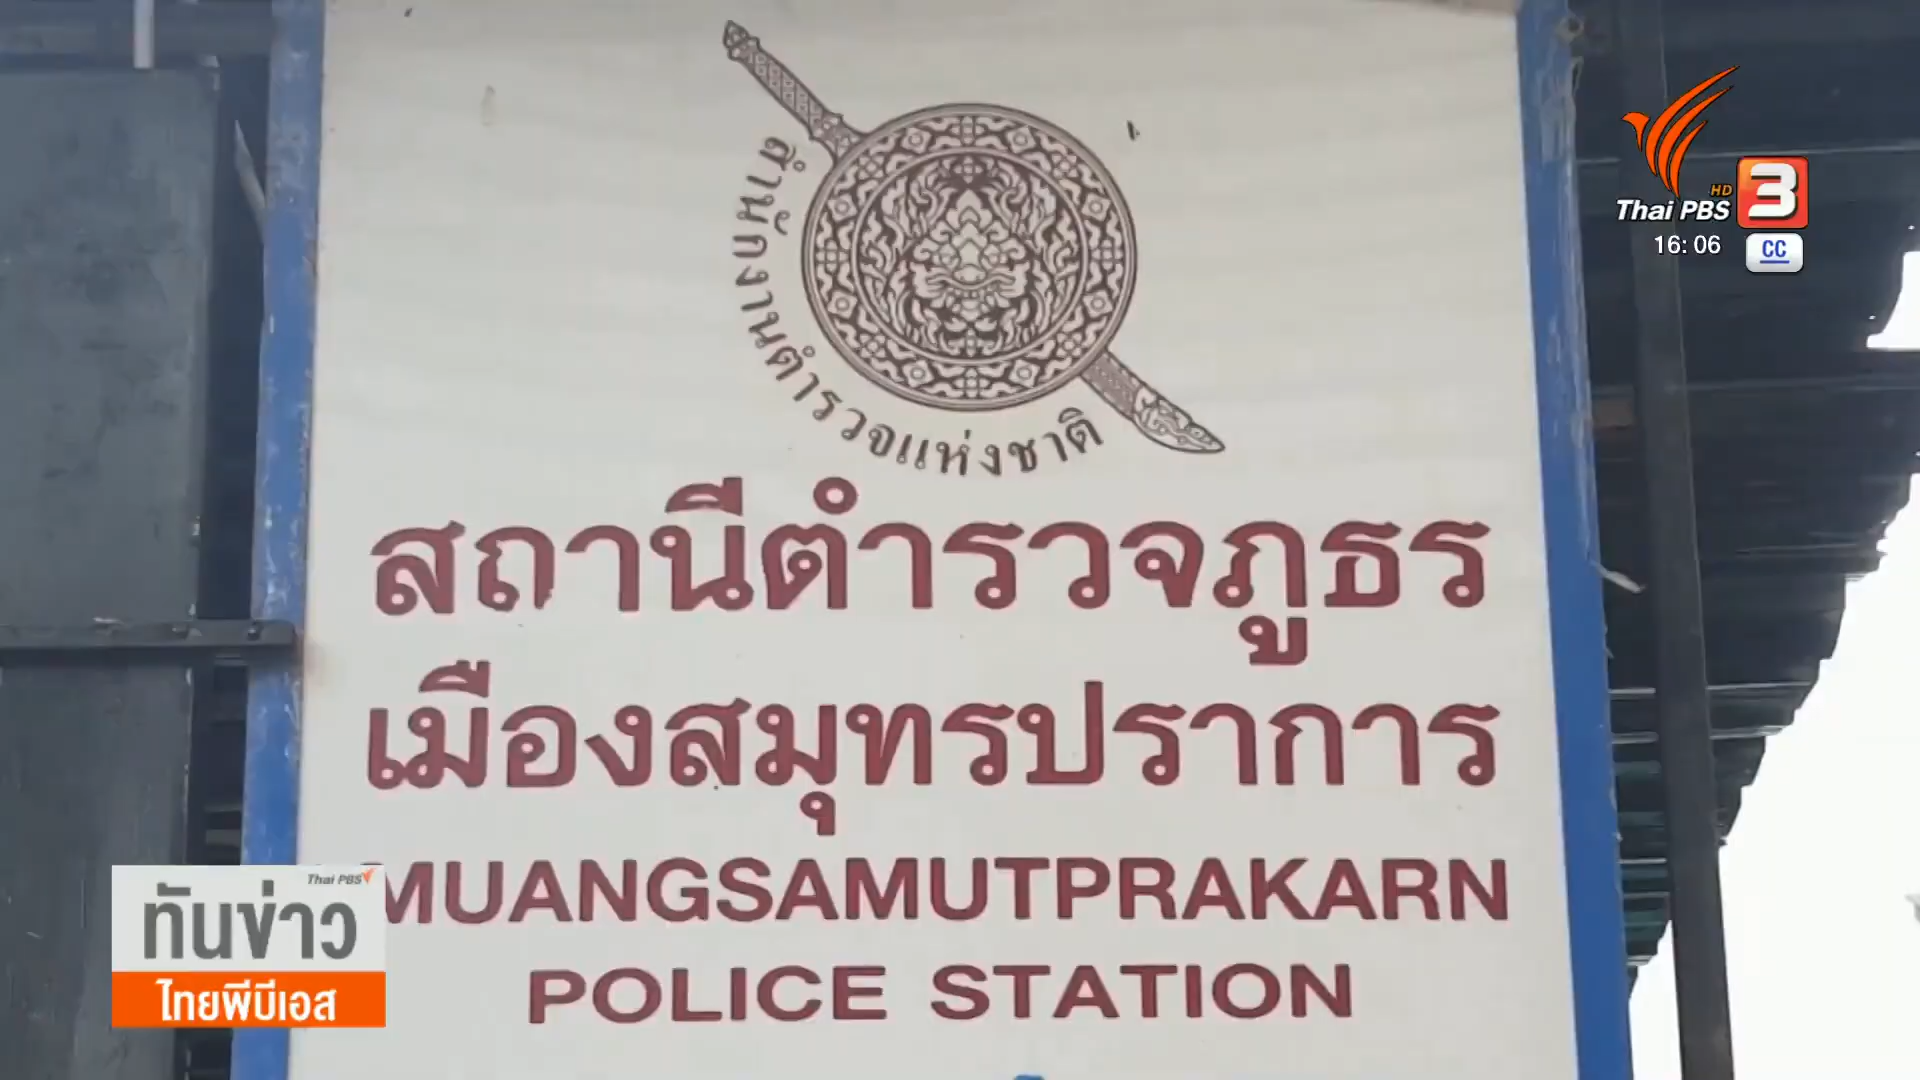 สำนักงานตำรวจแห่งชาติ
สถานีตำรวจภูธร
เมืองสมุทรปราการ
MUANGSAMUTPRAKARN
POLICE STATION
HD
Thai PBS 3
16:06 CC
Thai PBS
ทันข่าว
ไทยพีบีเอส